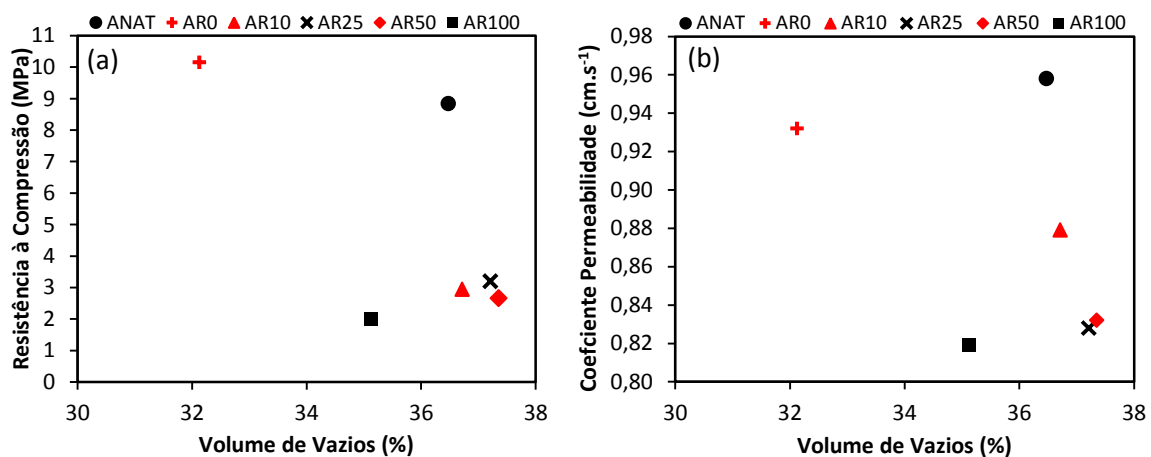 ANAT AR0 AR10 AR25 AR50 AR100
(a)
Resistência à Compressão (MPa)
11
10
9
8
7
6
5
4
3
2
1
0
30 32 34 36 38
Volume de Vazios (%)
ANAT AR0 AR10 AR25 AR50 AR100
(b)
Coefciente Permeabilidade (cm.s⁻¹)
0,98
0,96
0,94
0,92
0,90
0,88
0,86
0,84
0,82
0,80
30 32 34 36 38
Volume de Vazios (%)